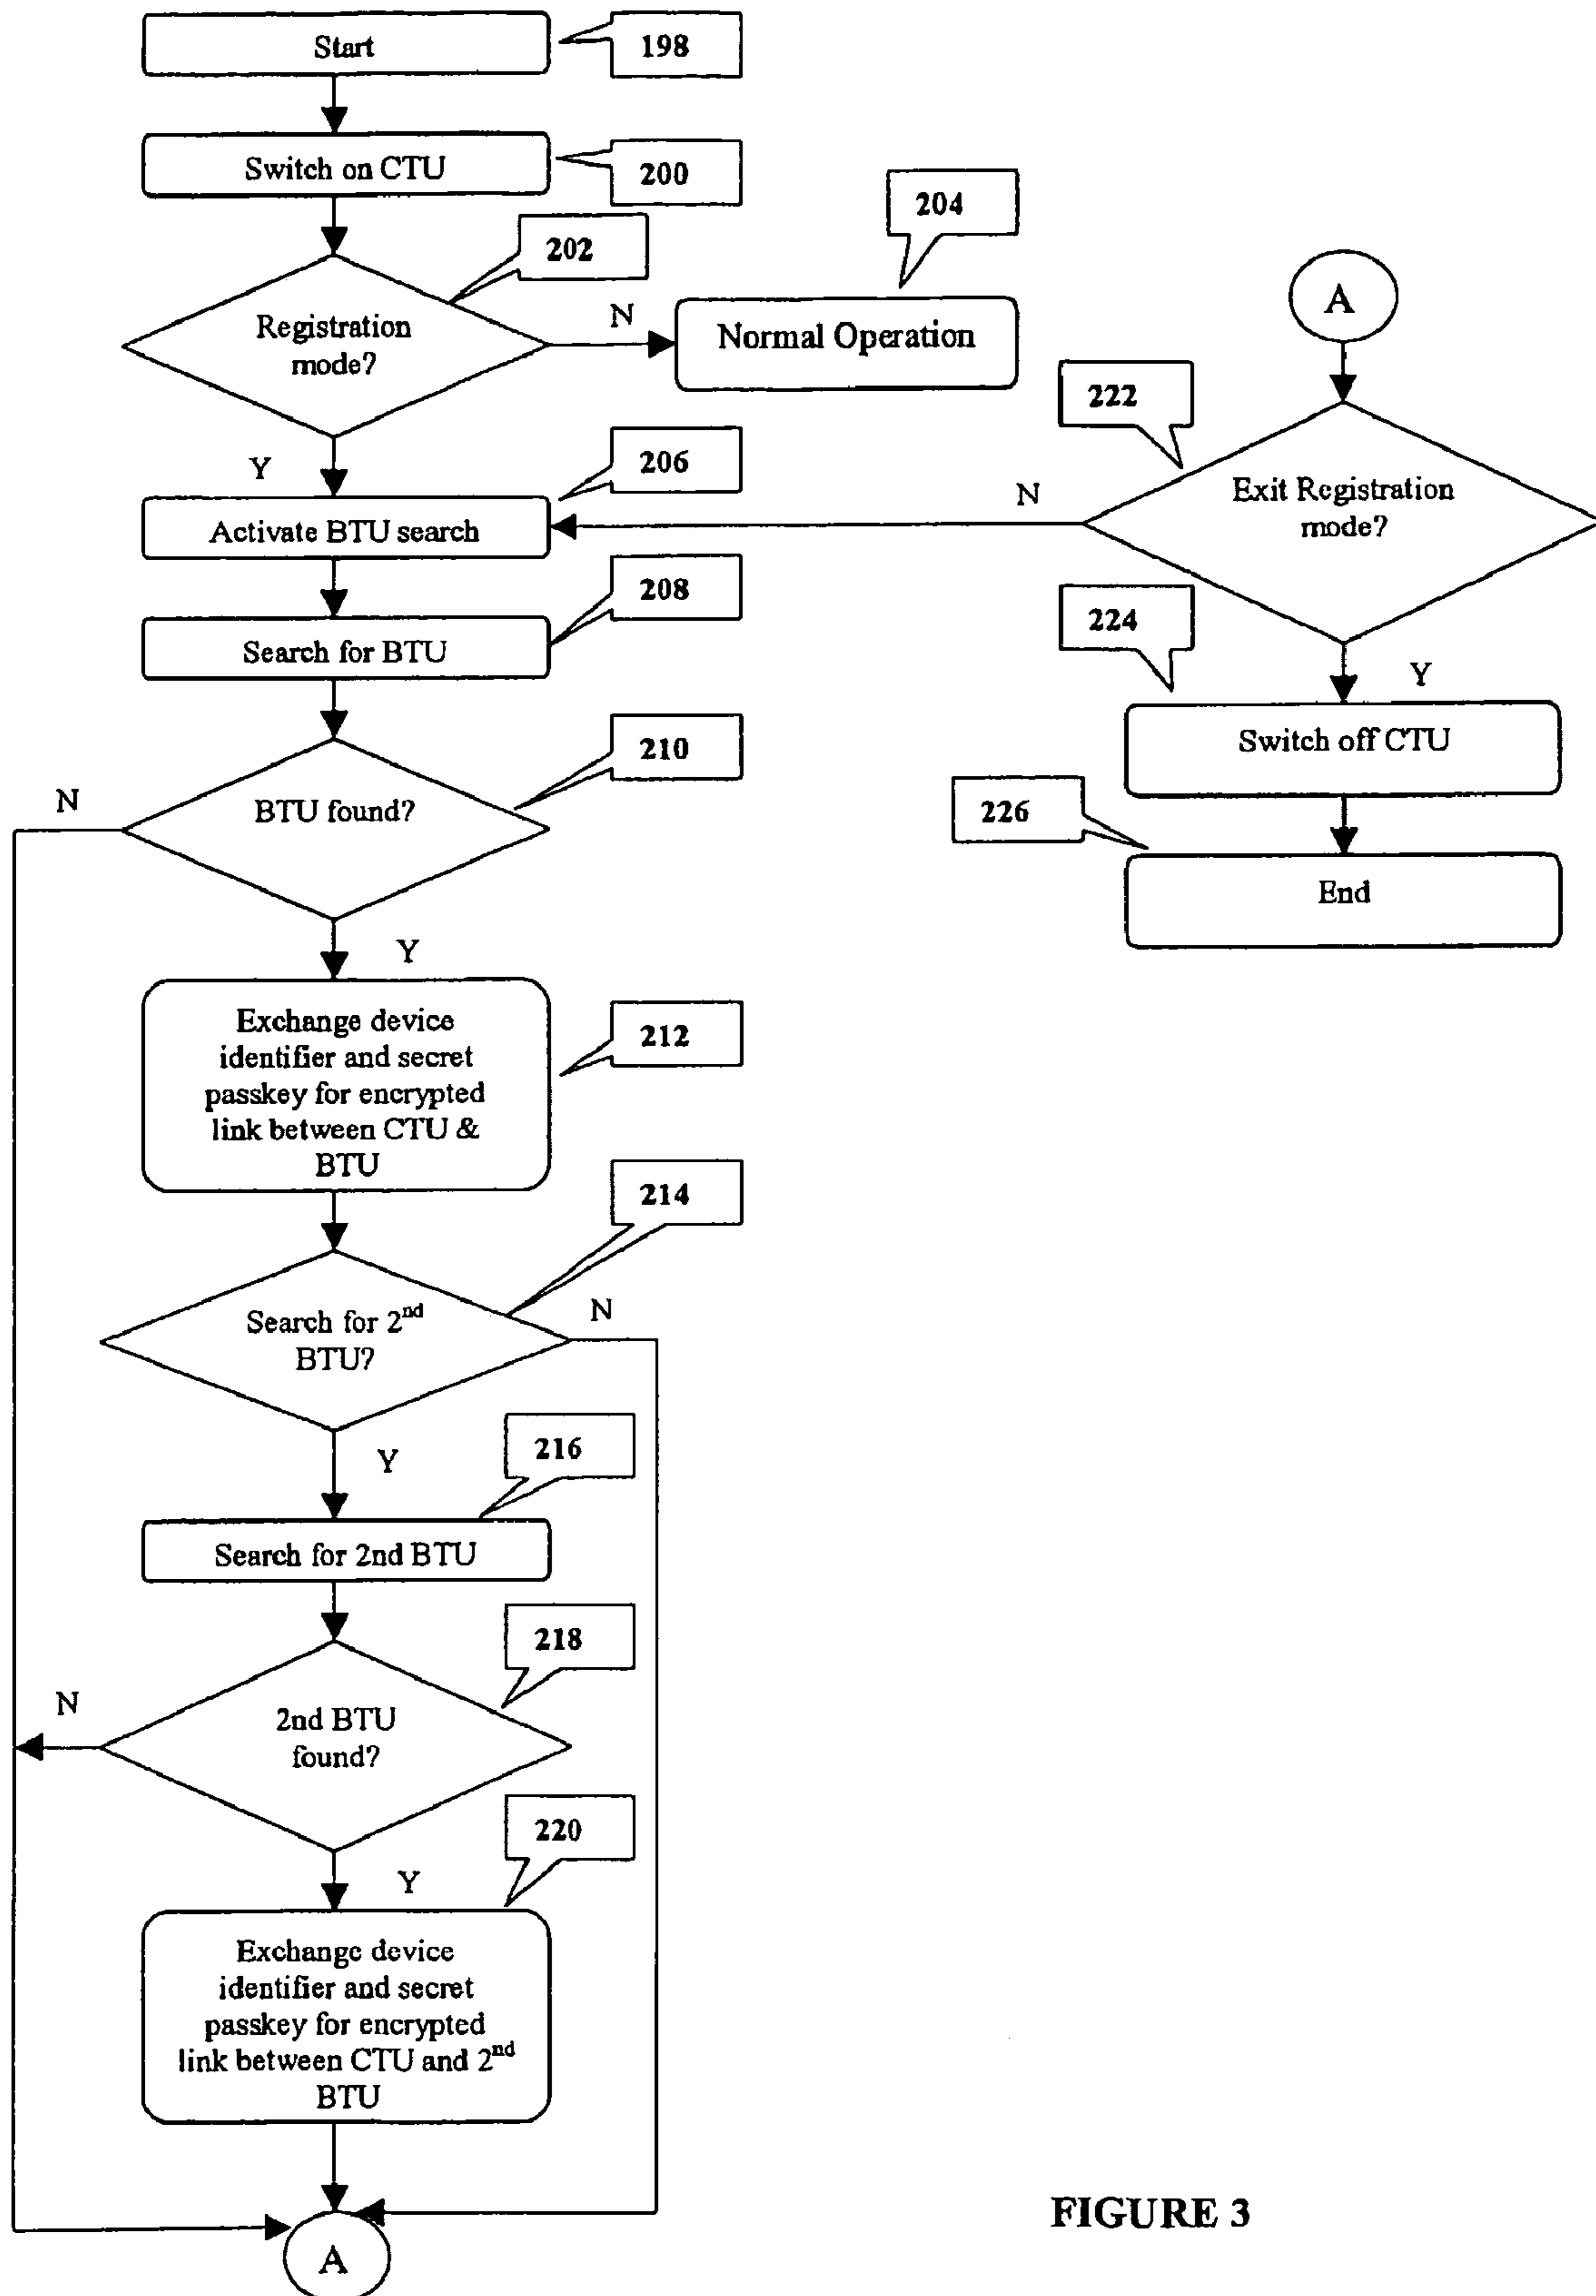 Start
198
Switch on CTU
200
202
Registration
mode?
N
204
Normal Operation
Y
206
Activate BTU search
208
Search for BTU
210
BTU found?
N
Y
Exchange device
identifier and secret
passkey for encrypted
link between CTU &
BTU
212
214
Search for 2nd
BTU?
N
Y
216
Search for 2nd BTU
218
2nd BTU
found?
N
Y
220
Exchange device
identifier and secret
passkey for encrypted
link between CTU and 2nd
BTU
A
A
222
Exit Registration
mode?
N
Y
224
Switch off CTU
226
End
FIGURE 3